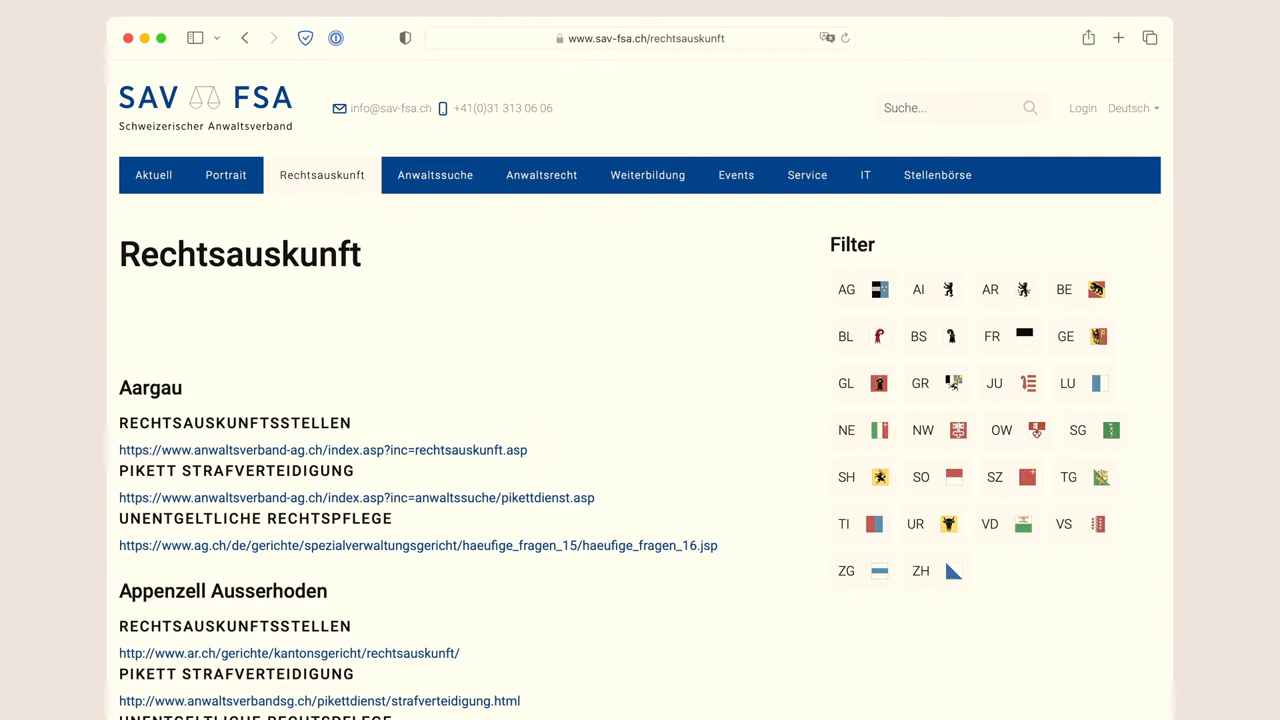 www.sav-fsa.ch/rechtsauskunft
SAV FSA
Schweizerischer Anwaltsverband
info@sav-fsa.ch +41(0)31 313 06 06
Suche...
Login Deutsch
Aktuell Portrait Rechtsauskunft Anwaltssuche Anwaltsrecht Weiterbildung Events Service IT Stellenbörse
Rechtsauskunft
Aargau
RECHTSAUSKUNFTSSTELLEN
https://www.anwaltsverband-ag.ch/index.asp?inc=rechtsauskunft.asp
PIKETT STRAFVERTEIDIGUNG
https://www.anwaltsverband-ag.ch/index.asp?inc=anwaltssuche/pikettdienst.asp
UNENTGELTLICHE RECHTSPFLEGE
https://www.ag.ch/de/gerichte/spezialverwaltungsgericht/haeufige_fragen_15/haeufige_fragen_16.jsp
Appenzell Ausserhoden
RECHTSAUSKUNFTSSTELLEN
http://www.ar.ch/gerichte/kantonsgericht/rechtsauskunft/
PIKETT STRAFVERTEIDIGUNG
http://www.anwaltsverbandsg.ch/pikettdienst/strafverteidigung.html
UNENTGELTLICHE RECHTSPFLEGE
Filter
AG AI AR BE
BL BS FR GE
GL GR JU LU
NE NW OW SG
SH SO SZ TG
TI UR VD VS
ZG ZH